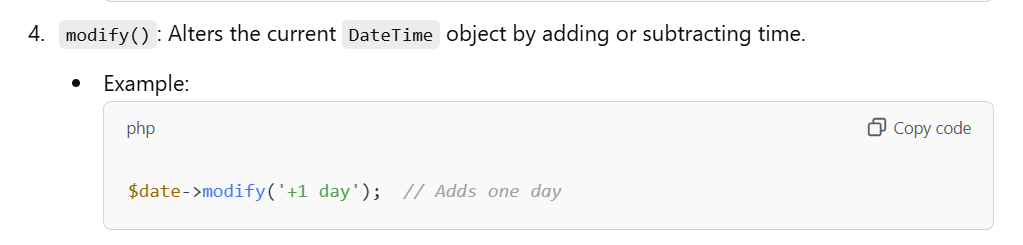 4. modify(): Alters the current DateTime object by adding or subtracting time.
• Example:
php Copy code
$date->modify('+1 day'); // Adds one day